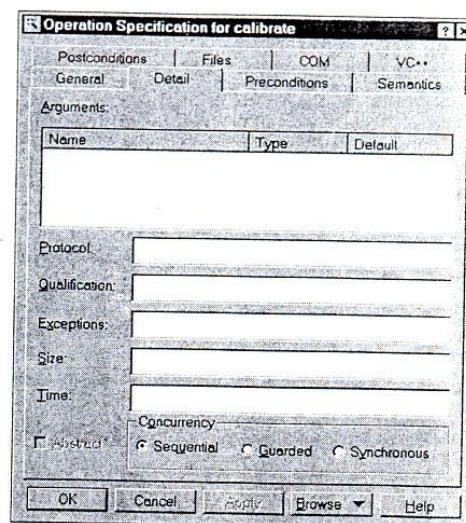 Operation Specification for calibrate
Postconditions Files COM VC++
General Detail Preconditions Semantics
Arguments:
Name Type Default
Protocol:
Qualification:
Exceptions:
Size:
Time:
Concurrency
Abstract Sequential Guarded Synchronous
OK Cancel Apply Browse Help